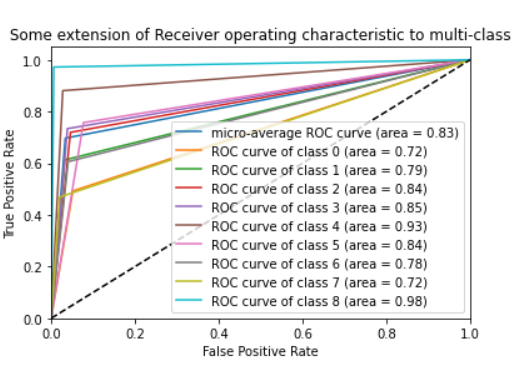 Some extension of Receiver operating characteristic to multi-class
True Positive Rate
1.0
0.8
0.6
0.4
0.2
0.0
micro-average ROC curve (area = 0.83)
ROC curve of class 0 (area = 0.72)
ROC curve of class 1 (area = 0.79)
ROC curve of class 2 (area = 0.84)
ROC curve of class 3 (area = 0.85)
ROC curve of class 4 (area = 0.93)
ROC curve of class 5 (area = 0.84)
ROC curve of class 6 (area = 0.78)
ROC curve of class 7 (area = 0.72)
ROC curve of class 8 (area = 0.98)
0.0 0.2 0.4 0.6 0.8 1.0
False Positive Rate